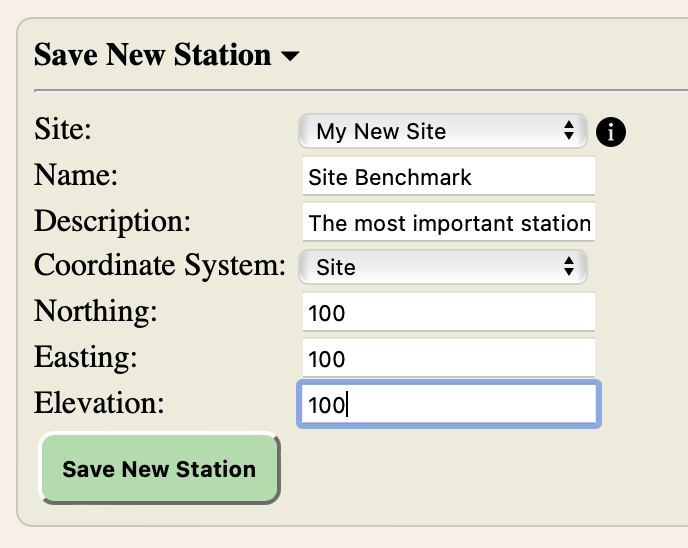 Save New Station
Site: My New Site i
Name: Site Benchmark
Description: The most important station
Coordinate System: Site
Northing: 100
Easting: 100
Elevation: 100
Save New Station